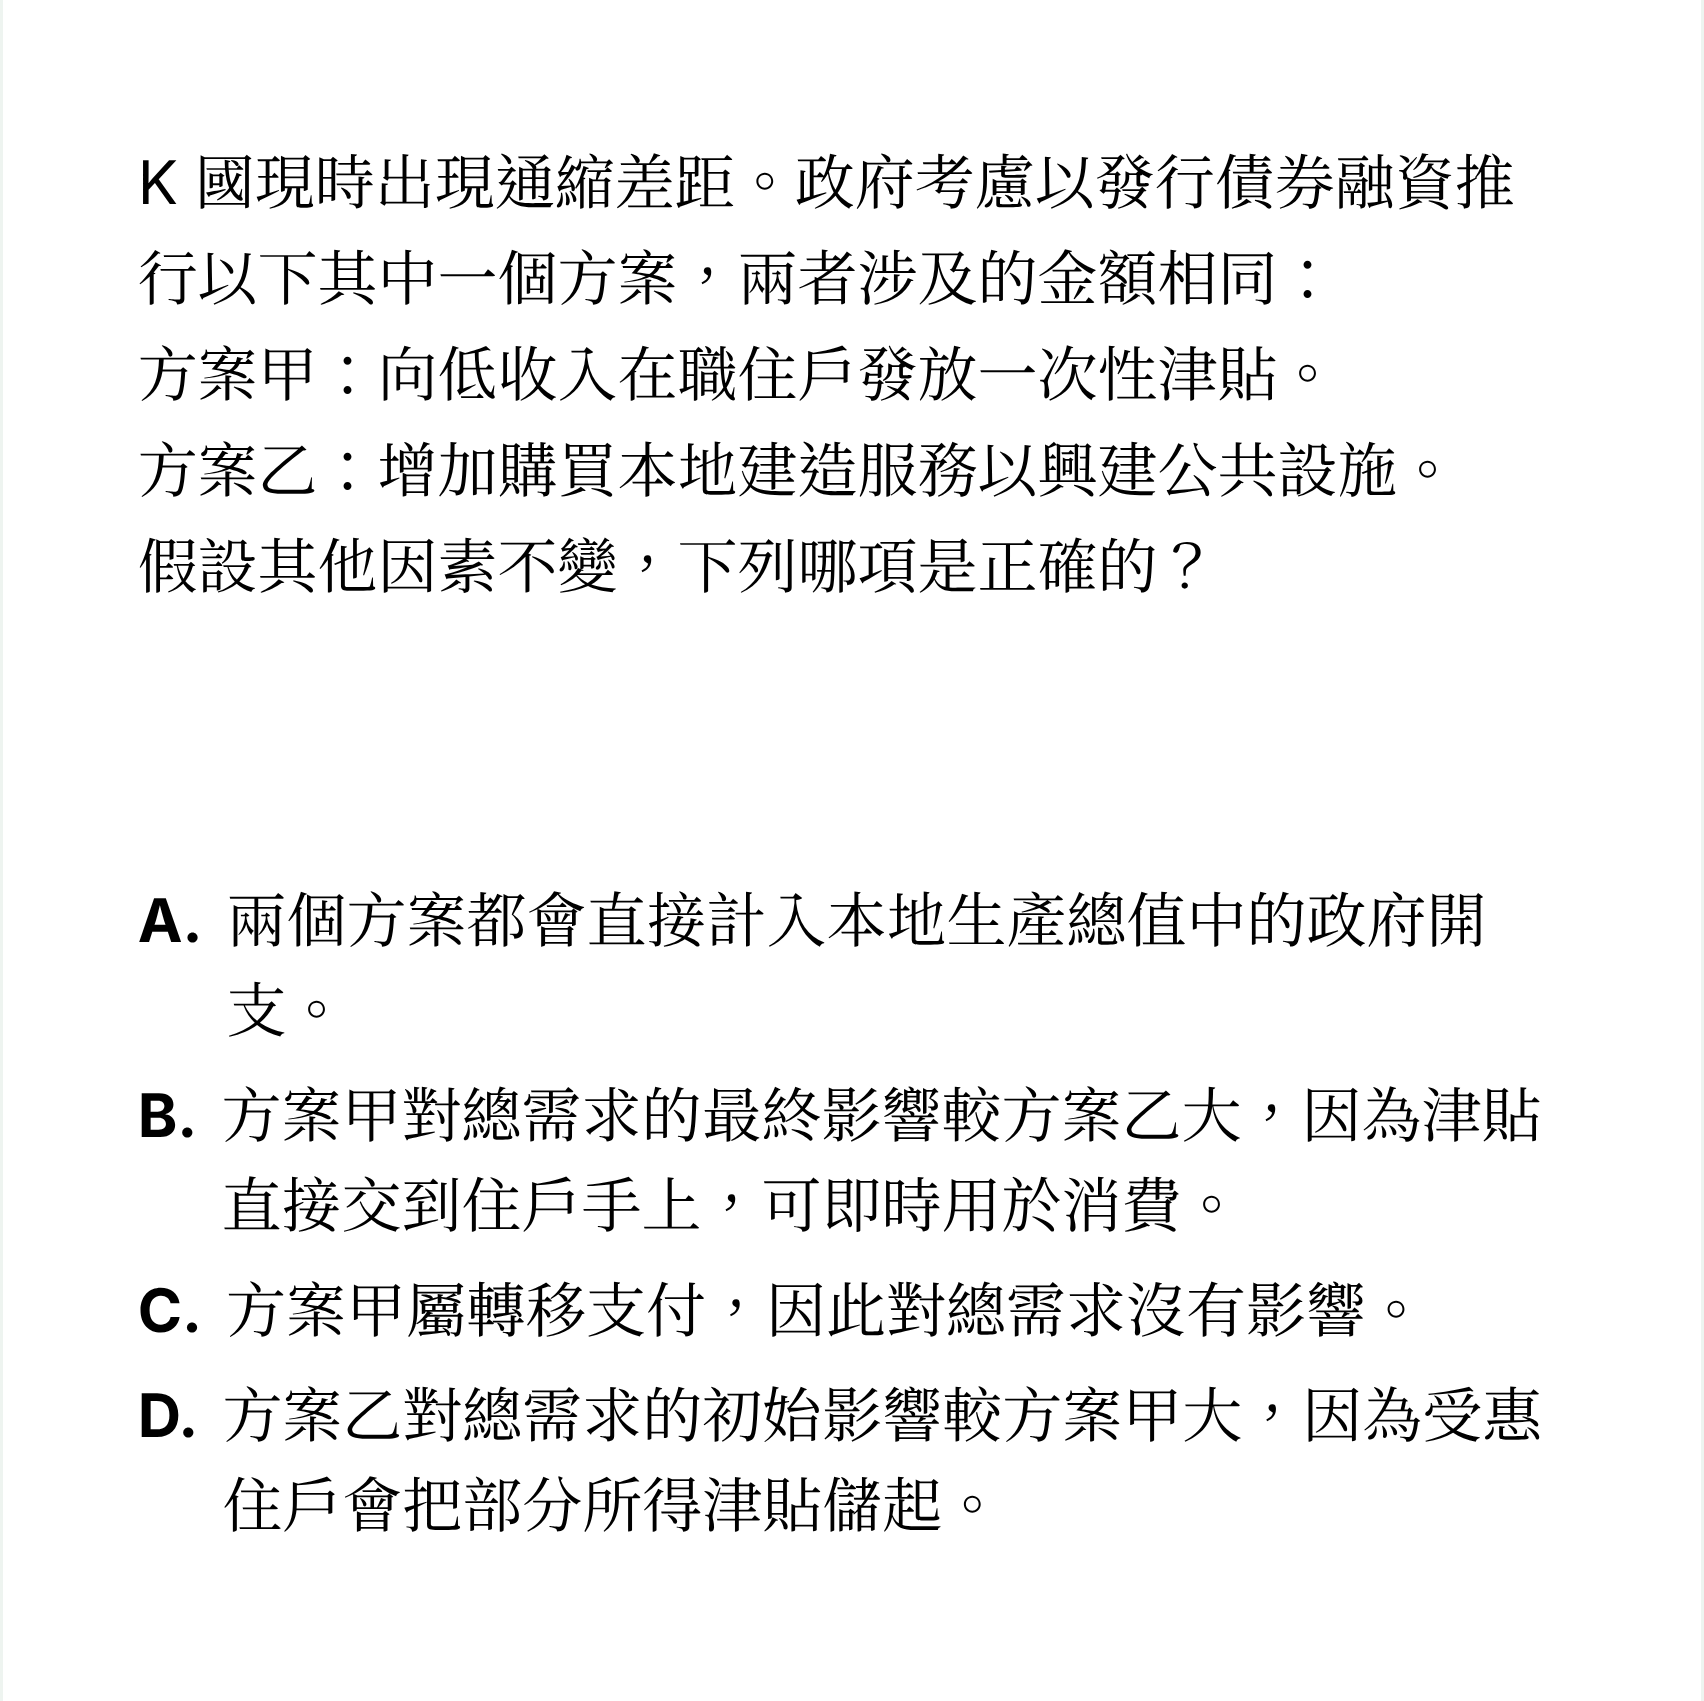 K 國現時出現通縮差距。政府考慮以發行債券融資推
行以下其中一個方案，兩者涉及的金額相同：
方案甲：向低收入在職住戶發放一次性津貼。
方案乙：增加購買本地建造服務以興建公共設施。
假設其他因素不變，下列哪項是正確的？
A. 兩個方案都會直接計入本地生產總值中的政府開
支。
B. 方案甲對總需求的最終影響較方案乙大，因為津貼
直接交到住戶手上，可即時用於消費。
C. 方案甲屬轉移支付，因此對總需求沒有影響。
D. 方案乙對總需求的初始影響較方案甲大，因為受惠
住戶會把部分所得津貼儲起。